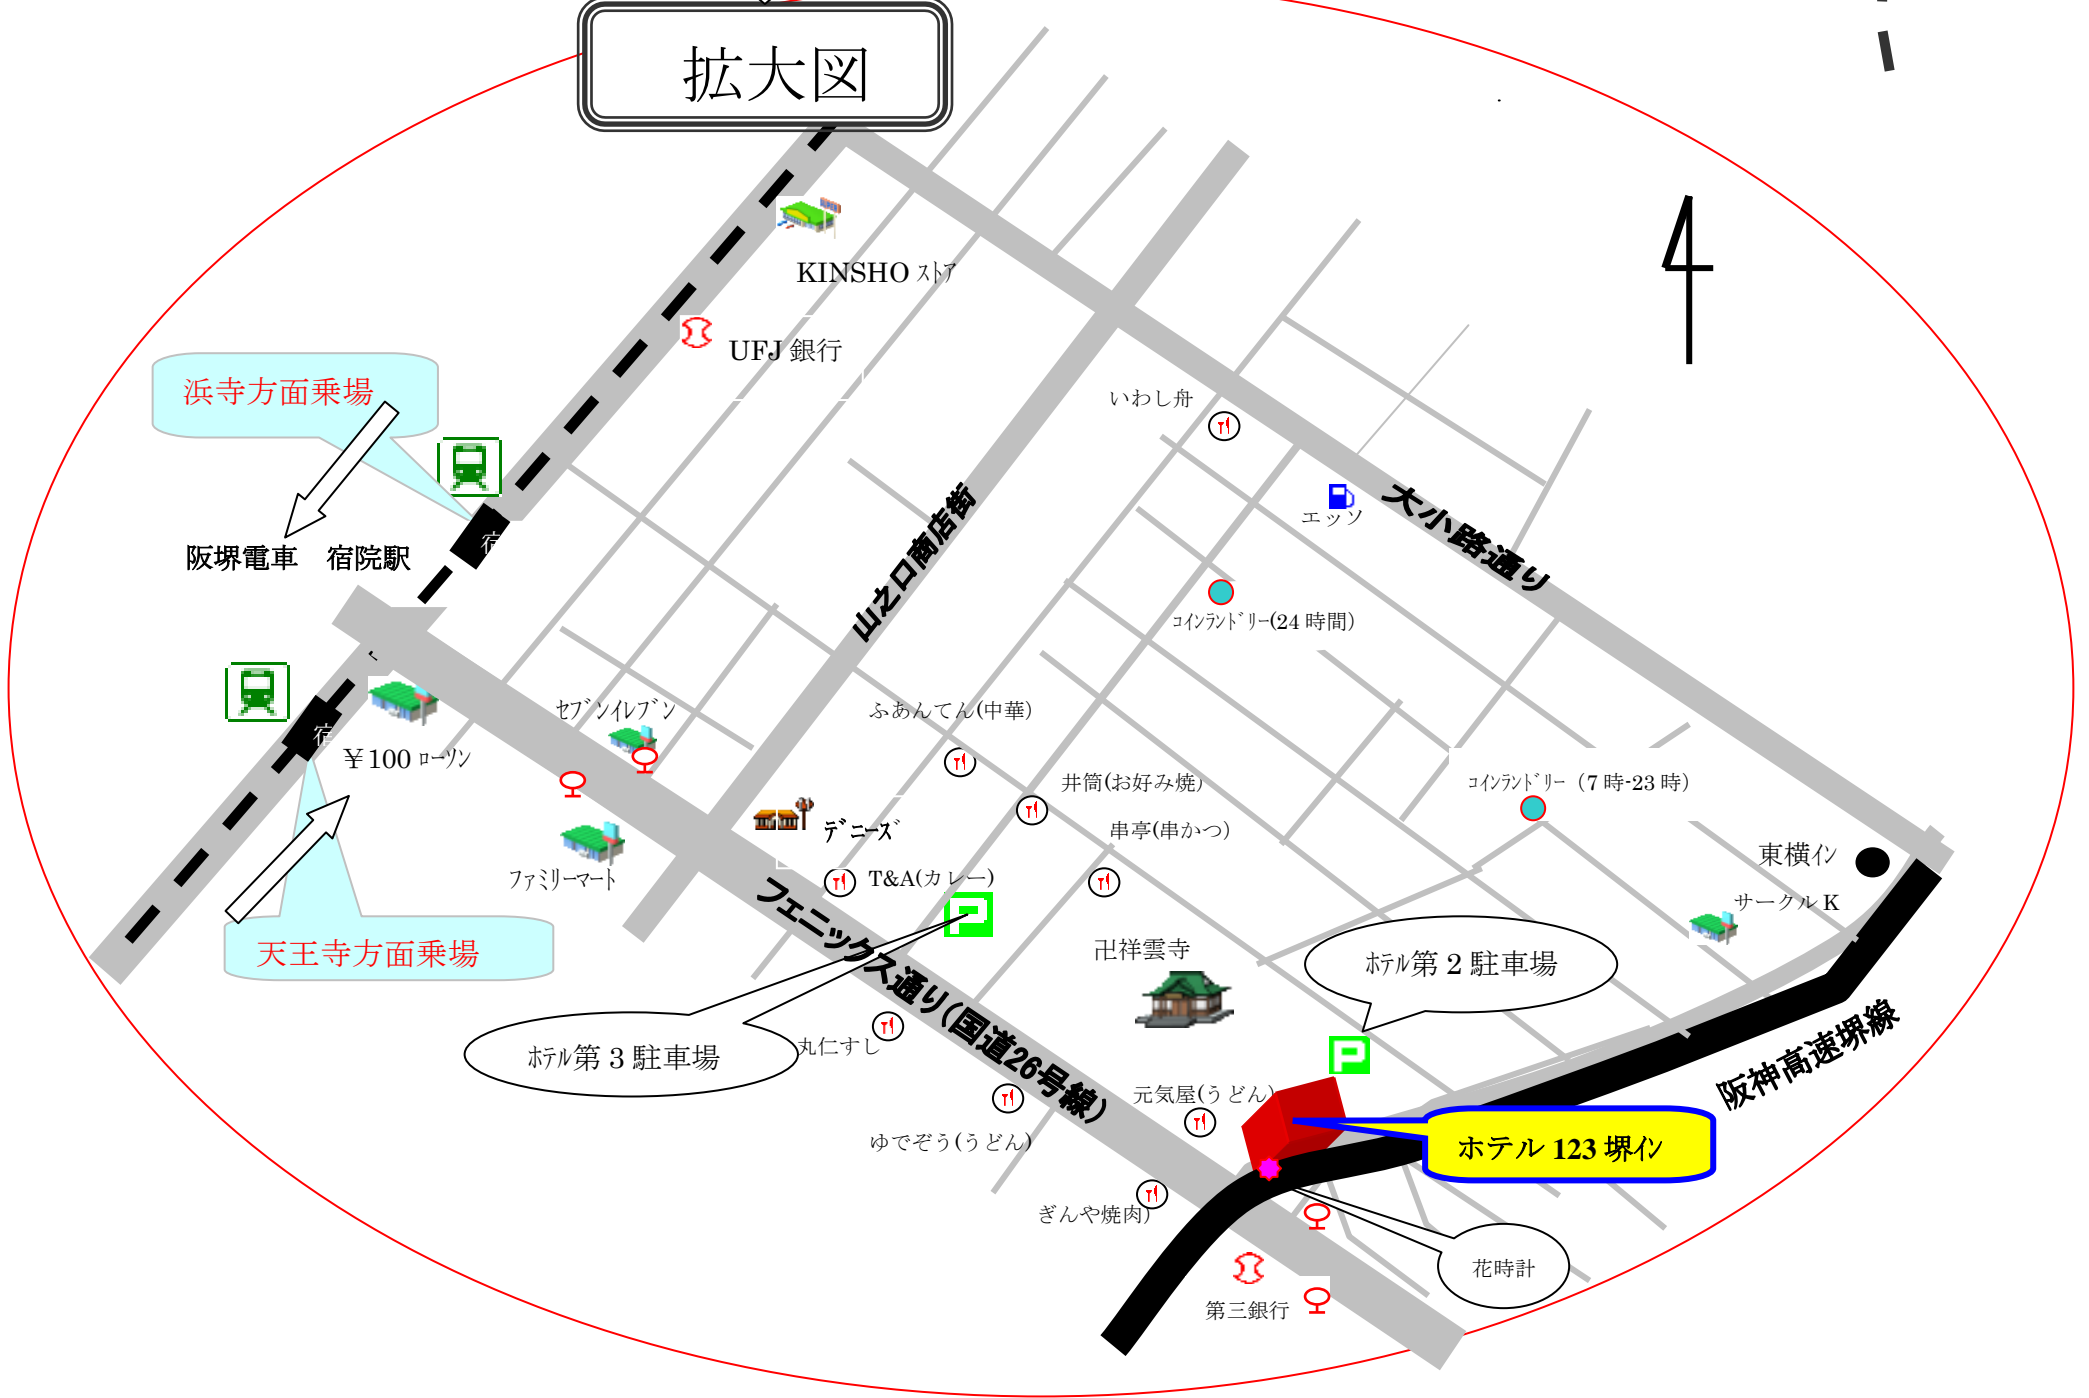 拡大図
KINSHO ストア
UFJ 銀行
浜寺方面乗場
いわし舟
エッソ
大小路通り
山之口商店街
宿
阪堺電車　宿院駅
コインランドリー(24 時間)
宿
¥100 ローソン
セブンイレブン
ふあんてん(中華)
井筒(お好み焼)
串亭(串かつ)
コインランドリー（7 時-23 時）
デニーズ
東横イン
ファミリーマート
T&A(カレー)
サークル K
フェニックス通り(国道26号線)
天王寺方面乗場
卍祥雲寺
ホテル第 2 駐車場
ホテル第 3 駐車場
丸仁すし
阪神高速堺線
元気屋(うどん)
ゆでぞう(うどん)
ホテル 123 堺イン
ぎんや焼肉)
花時計
第三銀行